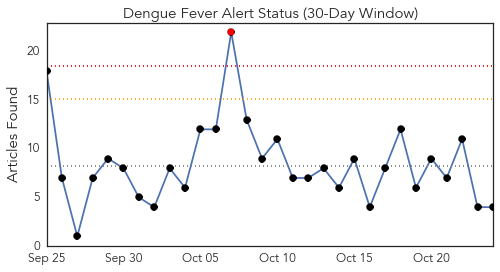 Dengue Fever Alert Status (30-Day Window)
Articles Found
20
15
10
5
0
Sep 25 Sep 30 Oct 05 Oct 10 Oct 15 Oct 20